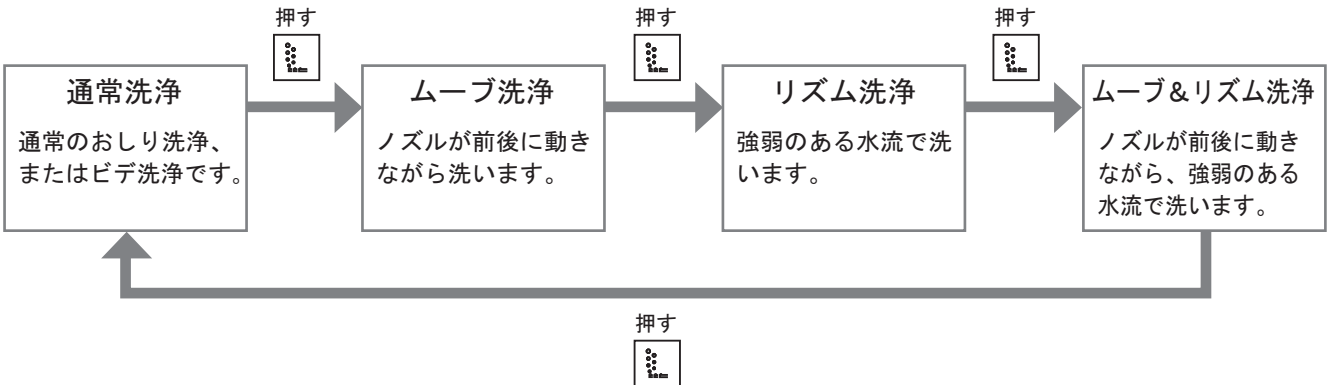 押す
押す
押す
通常洗浄
通常のおしり洗浄、
またはビデ洗浄です。
ムーブ洗浄
ノズルが前後に動き
ながら洗います。
リズム洗浄
強弱のある水流で洗
います。
ムーブ&リズム洗浄
ノズルが前後に動き
ながら、強弱のある
水流で洗います。
押す